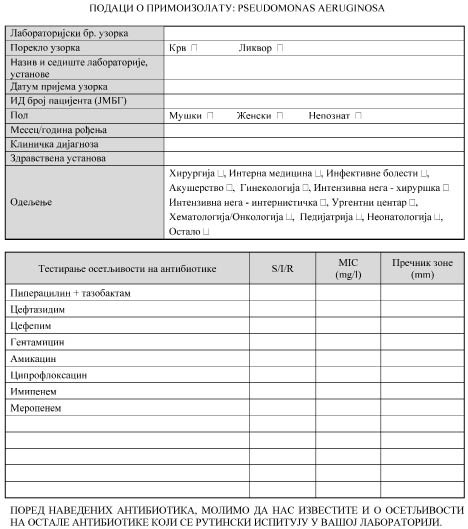 ПОДАЦИ О ПРИМОИЗОЛАТУ: PSEUDOMONAS AERUGINOSA
Лабораторијски бр. узорка
Порекло узорка Крв □ Ликвор □
Назив и седиште лабораторије,
установе
Датум пријема узорка
ИД број пацијента (ЈМБГ)
Пол Мушки □ Женски □ Непознат □
Месец/година рођења
Клиничка дијагноза
Здравствена установа
Одељење
Хирургија □, Интерна медицина □, Инфективне болести □,
Акушерство □, Гинекологија □, Интензивна нега - хируршка □
Интензивна нега - интернистичка □, Ургентни центар □,
Хематологија/Онкологија □, Педијатрија □, Неонатологија □,
Остало □
Тестирање осетљивости на антибиотике S/I/R MIC (mg/l) Пречник зоне (mm)
Пиперацилин + тазобактам
Цефтазидим
Цефепим
Гентамицин
Амикацин
Ципрофлоксацин
Имипенем
Меропенем
ПОРЕД НАВЕДЕНИХ АНТИБИОТИКА, МОЛИМО ДА НАС ИЗВЕСТИТЕ И О ОСЕТЉИВОСТИ
НА ОСТАЛЕ АНТИБИОТИКЕ КОЈИ СЕ РУТИНСКИ ИСПИТУЈУ У ВАШОЈ ЛАБОРАТОРИЈИ.